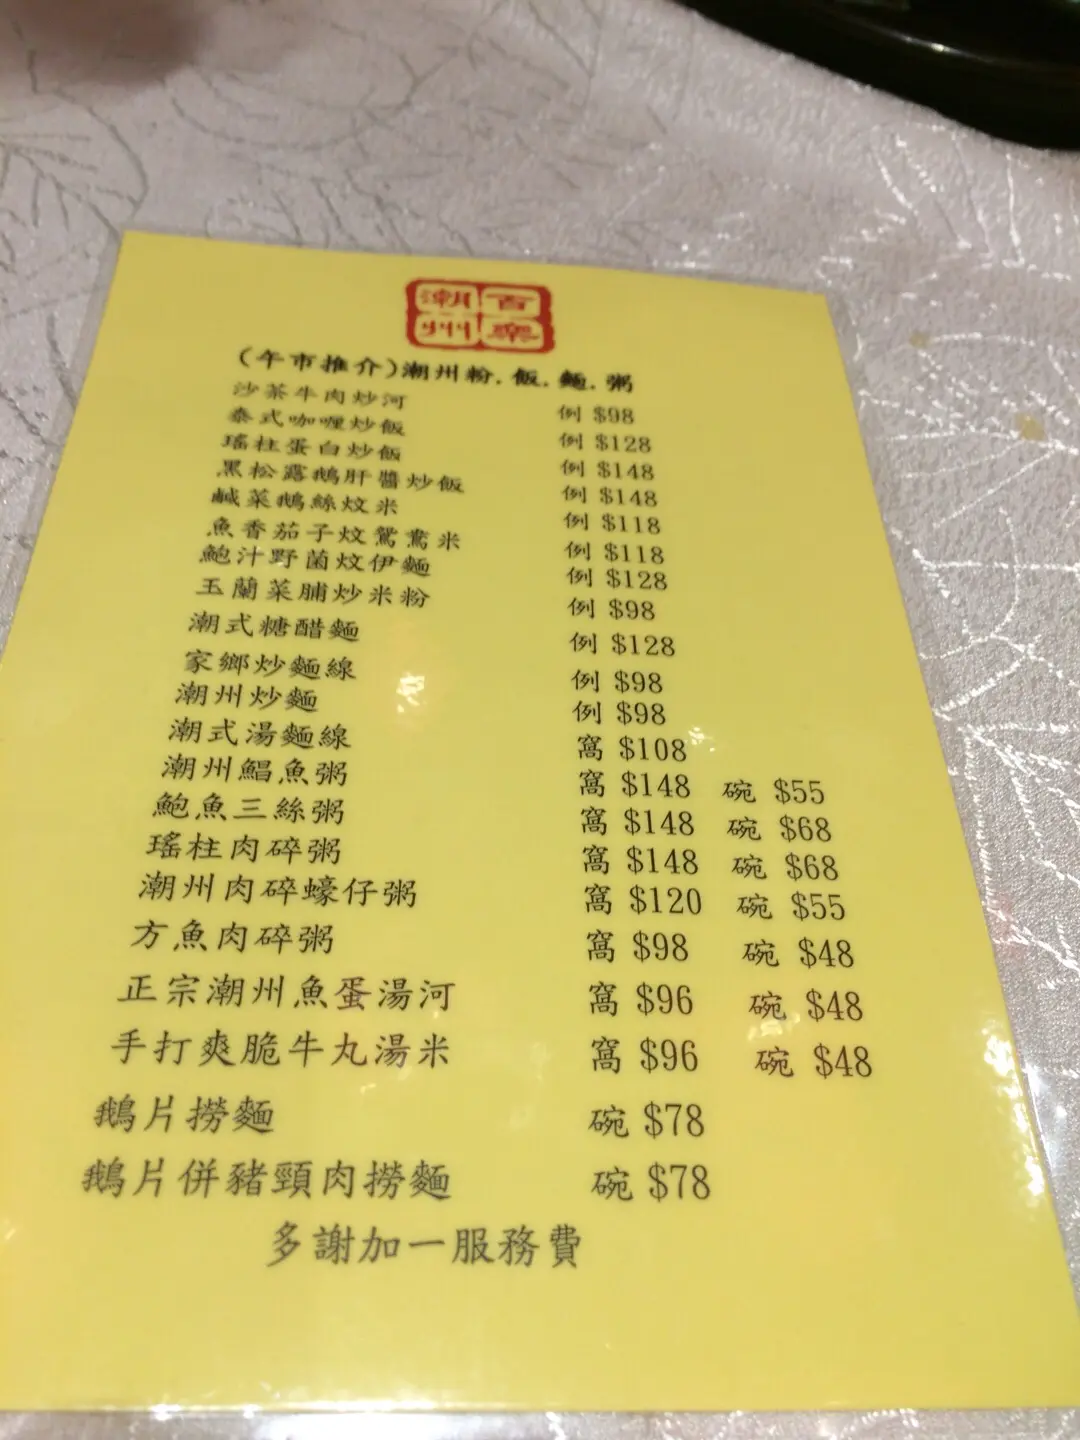 百樂潮州
(午市推介)潮州粉．飯．麵．粥
沙茶牛肉炒河 例 $98
泰式咖喱炒飯 例 $128
瑤柱蛋白炒飯 例 $148
黑松露鵝肝醬炒飯 例 $148
鹹菜鵝絲炆米 例 $118
魚香茄子炆鴛鴦米 例 $118
鮑汁野菌炆伊麵 例 $128
玉蘭菜脯炒米粉 例 $98
潮式糖醋麵 例 $128
家鄉炒麵線 例 $98
潮州炒麵 例 $98
潮式湯麵線 窩 $108
潮州鯧魚粥 窩 $148 碗 $55
鮑魚三絲粥 窩 $148 碗 $68
瑤柱肉碎粥 窩 $148 碗 $68
潮州肉碎蠔仔粥 窩 $120 碗 $55
方魚肉碎粥 窩 $98 碗 $48
正宗潮州魚蛋湯河 窩 $96 碗 $48
手打爽脆牛丸湯米 窩 $96 碗 $48
鵝片撈麵 碗 $78
鵝片併豬頸肉撈麵 碗 $78
多謝加一服務費